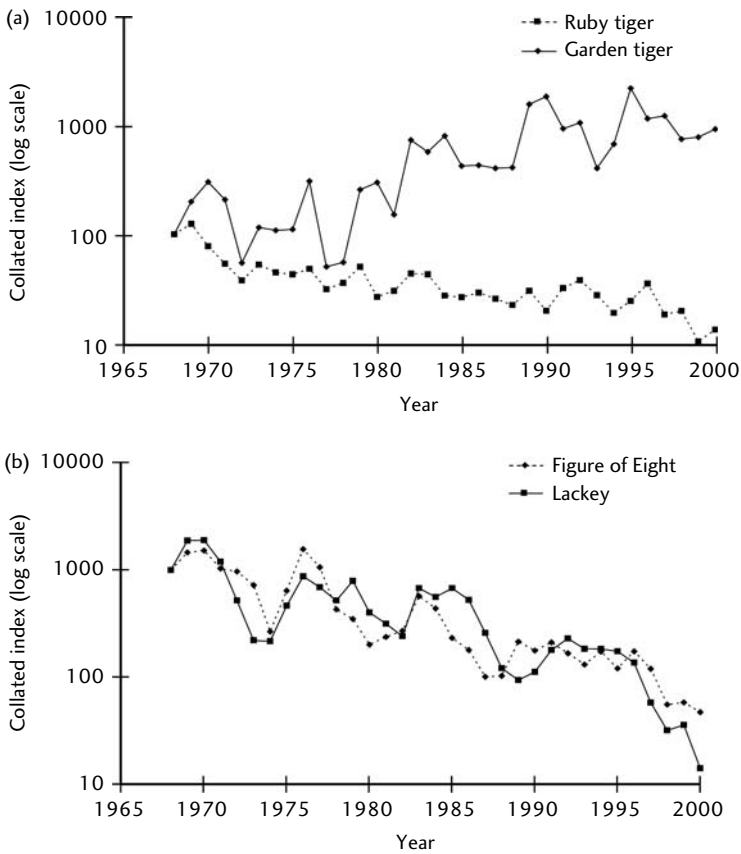 (a)
10000
1000
100
10
Collated index (log scale)
Ruby tiger
Garden tiger
1965 1970 1975 1980 1985 1990 1995 2000
Year
(b)
10000
1000
100
10
Collated index (log scale)
Figure of Eight
Lackey
1965 1970 1975 1980 1985 1990 1995 2000
Year